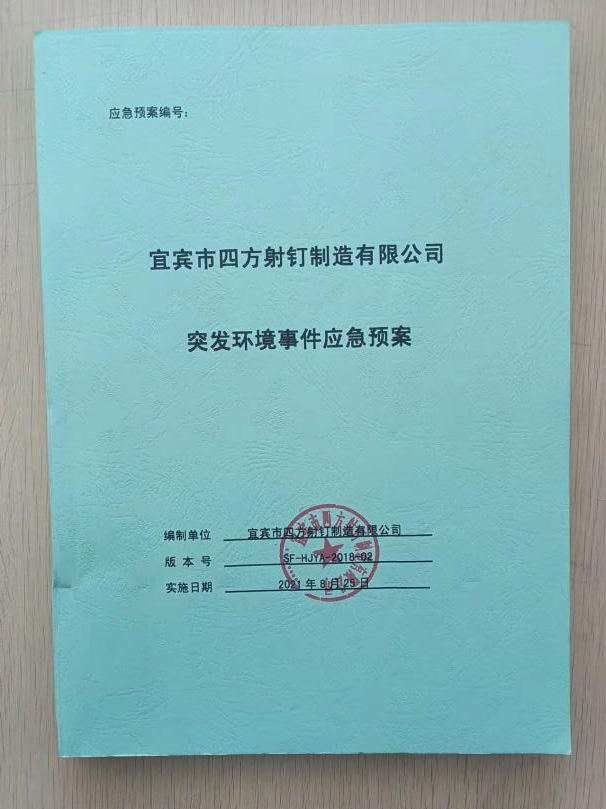 应急预案编号：
宜宾市四方射钉制造有限公司
突发环境事件应急预案
编制单位 宜宾市四方射钉制造有限公司
版本号 SF-HJYA-2018-02
实施日期 2021年8月25日